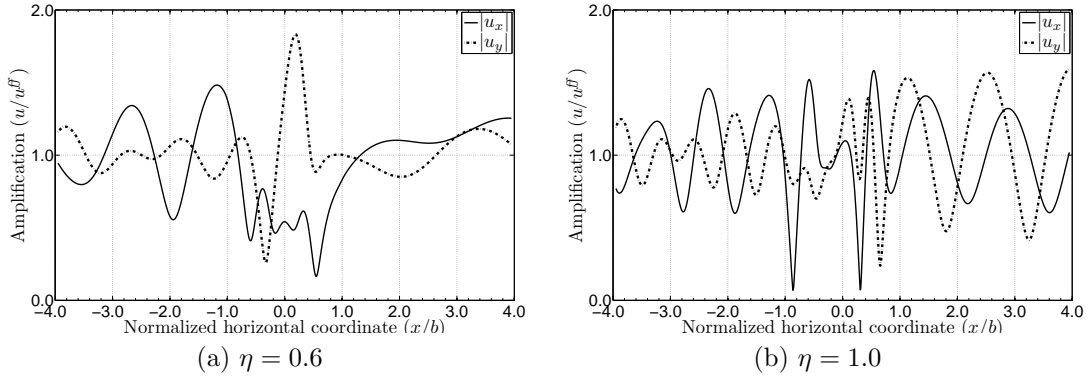 2.0
|u_x|
|u_y|
1.0
0.0
Amplification (u/u^ff)
−4.0 −3.0 −2.0 −1.0 0.0 1.0 2.0 3.0 4.0
Normalized horizontal coordinate (x/b)
(a) η = 0.6
2.0
|u_x|
|u_y|
1.0
0.0
Amplification (u/u^ff)
−4.0 −3.0 −2.0 −1.0 0.0 1.0 2.0 3.0 4.0
Normalized horizontal coordinate (x/b)
(b) η = 1.0